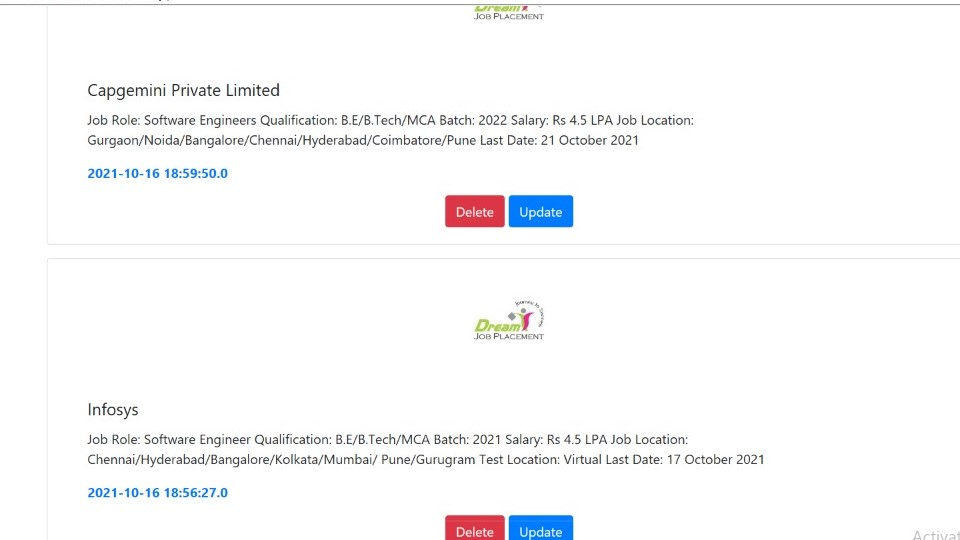 Dream
JOB PLACEMENT
Capgemini Private Limited
Job Role: Software Engineers Qualification: B.E/B.Tech/MCA Batch: 2022 Salary: Rs 4.5 LPA Job Location:
Gurgaon/Noida/Bangalore/Chennai/Hyderabad/Coimbatore/Pune Last Date: 21 October 2021
2021-10-16 18:59:50.0
Delete Update
Dream
JOB PLACEMENT
Infosys
Job Role: Software Engineer Qualification: B.E/B.Tech/MCA Batch: 2021 Salary: Rs 4.5 LPA Job Location:
Chennai/Hyderabad/Bangalore/Kolkata/Mumbai/ Pune/Gurugram Test Location: Virtual Last Date: 17 October 2021
2021-10-16 18:56:27.0
Delete Update
Activat